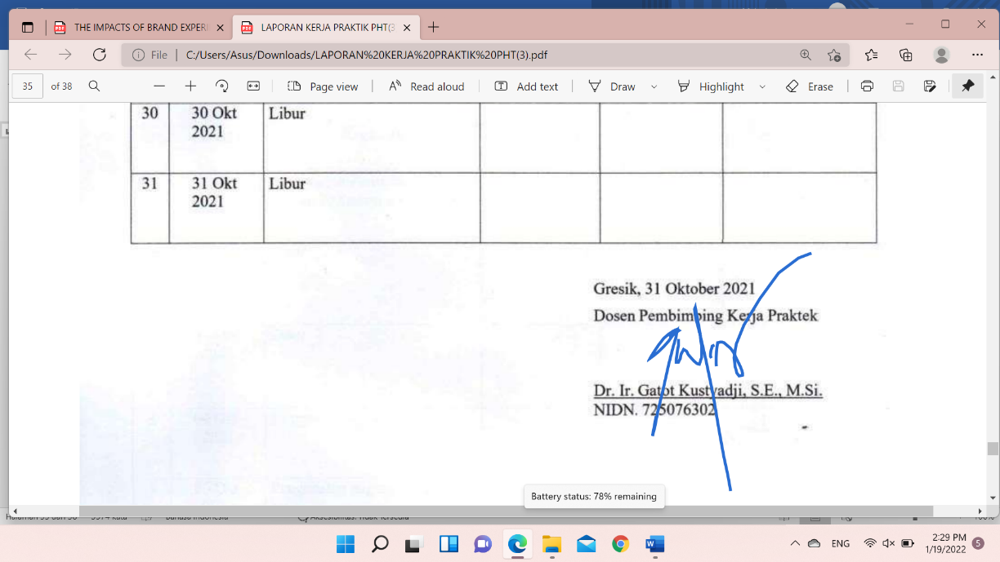 THE IMPACTS OF BRAND EXPERI
LAPORAN KERJA PRAKTIK PHT(3
File
C:/Users/Asus/Downloads/LAPORAN%20KERJA%20PRAKTIK%20PHT(3).pdf
35 of 38
Page view
Read aloud
Add text
Draw
Highlight
Erase
30 30 Okt 2021 Libur
31 31 Okt 2021 Libur
Gresik, 31 Oktober 2021
Dosen Pembimbing Kerja Praktek
Dr. Ir. Gatot Kustyadji, S.E., M.Si.
NIDN. 725076302
Battery status: 78% remaining
ENG
2:29 PM
1/19/2022
5